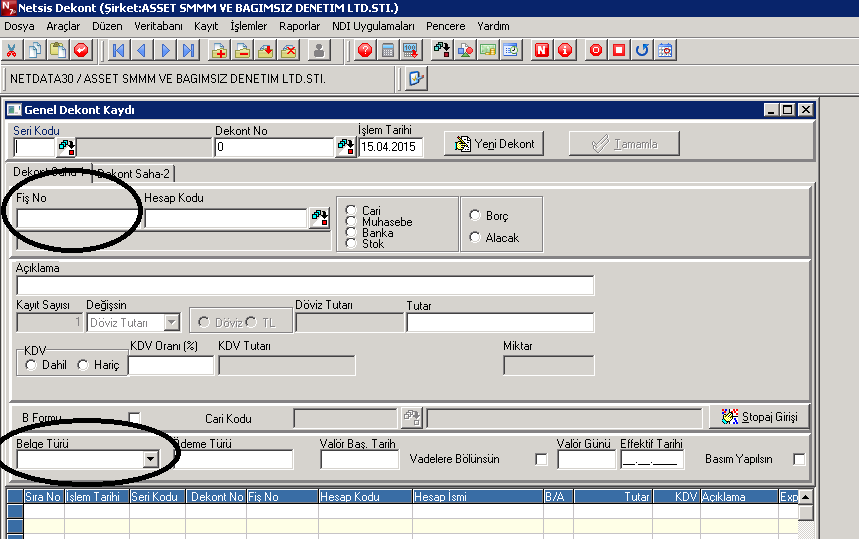 Netsis Dekont (Şirket:ASSET SMMM VE BAGIMSIZ DENETIM LTD.STI.)
Dosya Araçlar Düzen Veritabanı Kayıt İşlemler Raporlar NDI Uygulamaları Pencere Yardım
NETDATA30 / ASSET SMMM VE BAGIMSIZ DENETIM LTD.STI.
Genel Dekont Kaydı
Seri Kodu Dekont No İşlem Tarihi
0 15.04.2015 Yeni Dekont Tamamla
Dekont Saha-1 Dekont Saha-2
Fiş No Hesap Kodu
Cari
Muhasebe
Banka
Stok
Borç
Alacak
Açıklama
Kayıt Sayısı Değişsin Döviz Tutarı Tutar
1 Döviz Tutarı Döviz TL
KDV KDV Oranı (%) KDV Tutarı Miktar
Dahil Hariç
B Formu Cari Kodu Stopaj Girişi
Belge Türü Ödeme Türü Valör Baş. Tarih Vadelere Bölünsün Valör Günü Effektif Tarihi Basım Yapılsın
__.__.____
Sıra No İşlem Tarihi Seri Kodu Dekont No Fiş No Hesap Kodu Hesap İsmi B/A Tutar KDV Açıklama Exp